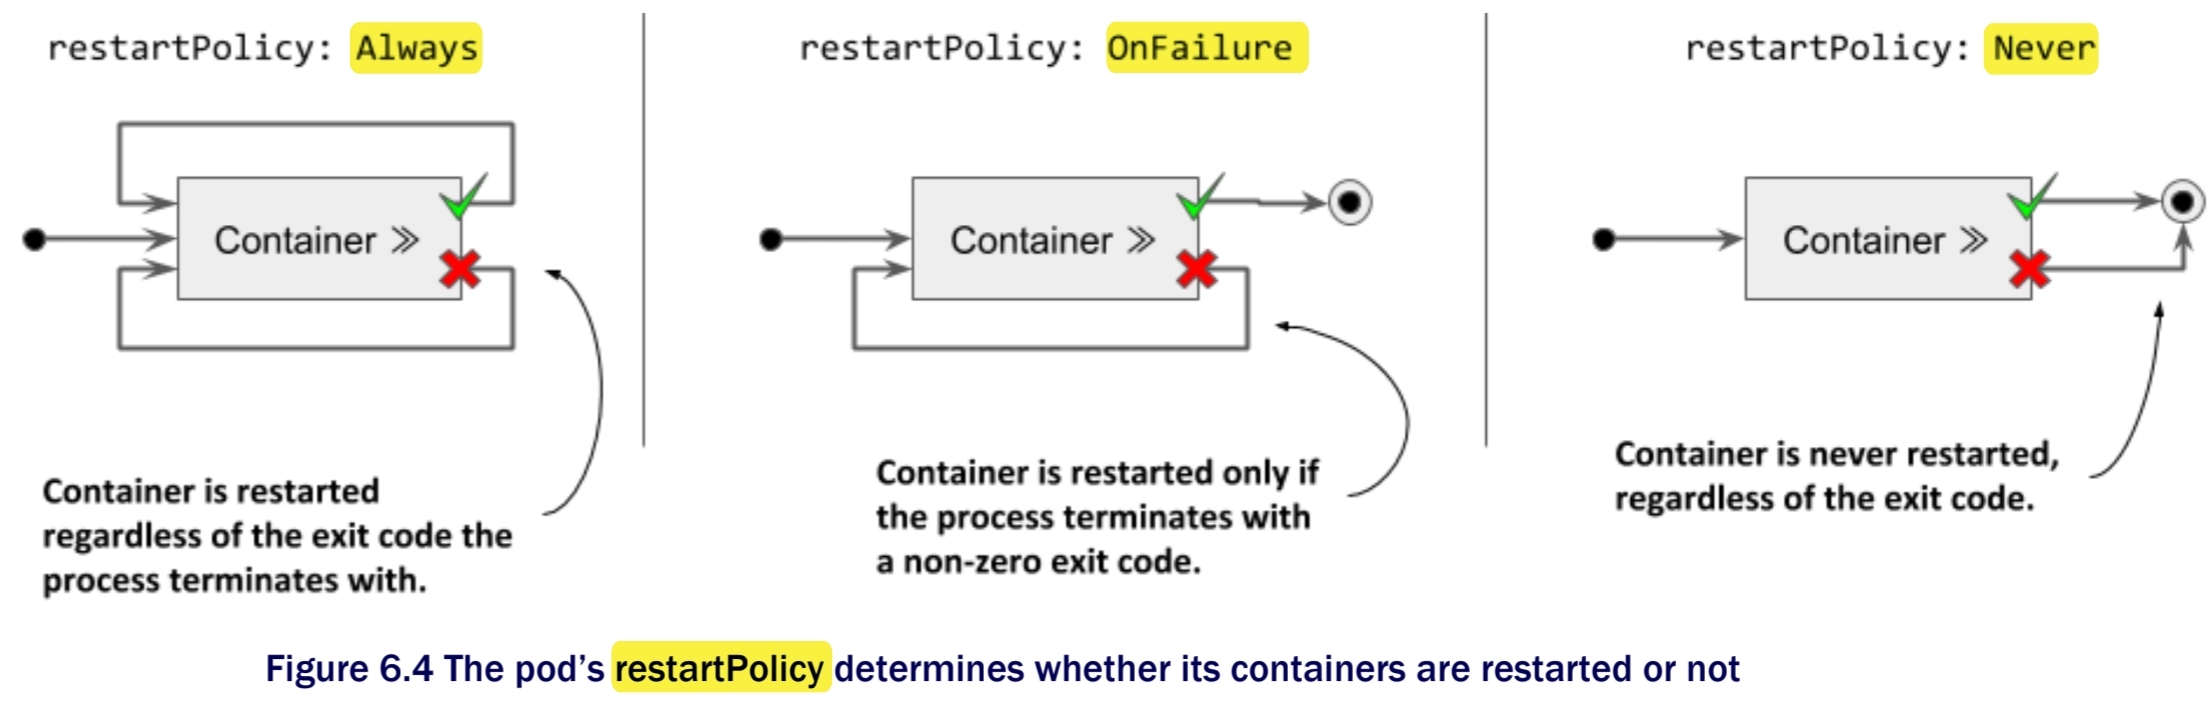 restartPolicy: Always
Container ≫
Container is restarted
regardless of the exit code the
process terminates with.
restartPolicy: OnFailure
Container ≫
Container is restarted only if
the process terminates with
a non-zero exit code.
restartPolicy: Never
Container ≫
Container is never restarted,
regardless of the exit code.
Figure 6.4 The pod’s restartPolicy determines whether its containers are restarted or not